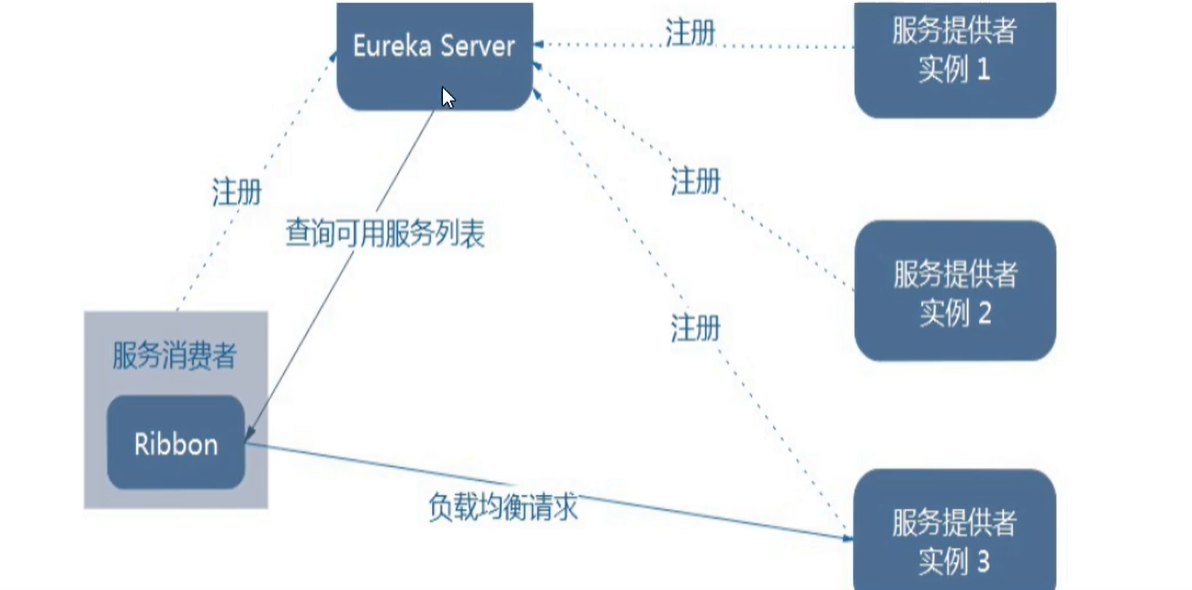 Eureka Server
注册
服务提供者
实例 1
注册
注册
查询可用服务列表
服务提供者
实例 2
注册
服务消费者
Ribbon
负载均衡请求
服务提供者
实例 3